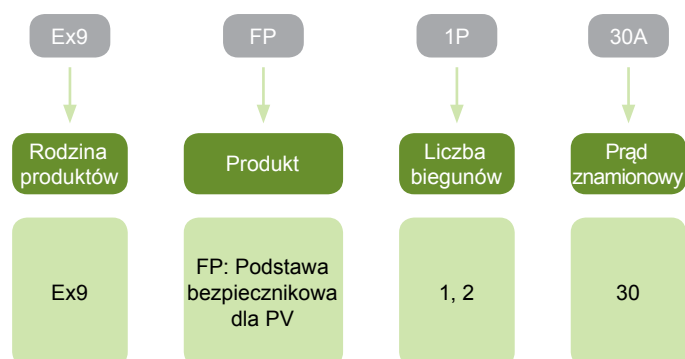 Ex9
FP
1P
30A
Rodzina
produktów
Produkt
Liczba
biegunów
Prąd
znamionowy
Ex9
FP: Podstawa
bezpiecznikowa
dla PV
1, 2
30